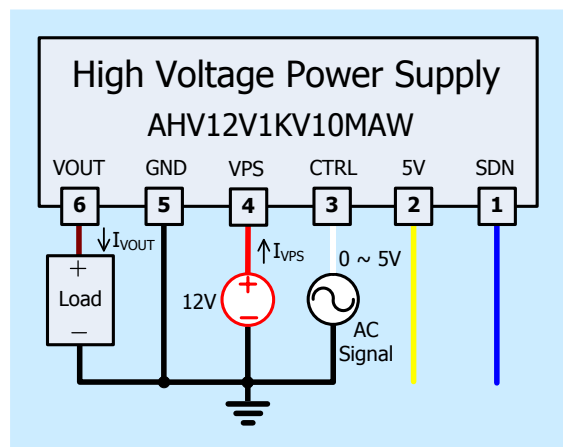 High Voltage Power Supply
AHV12V1KV10MAW
VOUT GND VPS CTRL 5V SDN
6 5 4 3 2 1
↓IVOUT ↑IVPS 0 ~ 5V
+ +
Load 12V
− −
AC
Signal